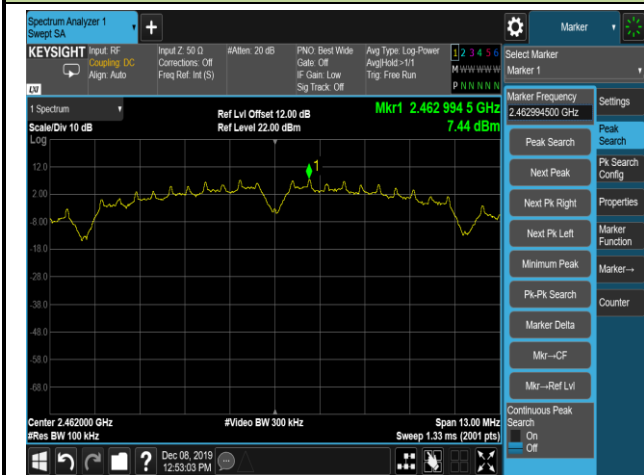 Spectrum Analyzer 1
Swept SA
Marker
KEYSIGHT
Input: RF
Coupling: DC
Align: Auto
Input Z: 50 Ω
Corrections: Off
Freq Ref: Int (S)
#Atten: 20 dB
PNO: Best Wide
Gate: Off
IF Gain: Low
Sig Track: Off
Avg Type: Log-Power
Avg|Hold:>1/1
Trig: Free Run
1 2 3 4 5 6
M W W W W W
P N N N N N
LXI
Select Marker
Marker 1
1 Spectrum
Ref Lvl Offset 12.00 dB
Mkr1 2.462 994 5 GHz
Scale/Div 10 dB
Ref Level 22.00 dBm
7.44 dBm
Log
1
12.0
2.00
-8.00
-18.0
-28.0
-38.0
-48.0
-58.0
-68.0
Center 2.462000 GHz
#Video BW 300 kHz
Span 13.00 MHz
#Res BW 100 kHz
Sweep 1.33 ms (2001 pts)
Marker Frequency
2.462994500 GHz
Peak Search
Next Peak
Next Pk Right
Next Pk Left
Minimum Peak
Pk-Pk Search
Marker Delta
Mkr→CF
Mkr→Ref Lvl
Continuous Peak
Search
On
Off
Settings
Peak
Search
Pk Search
Config
Properties
Marker
Function
Marker→
Counter
?
Dec 08, 2019
12:53:03 PM